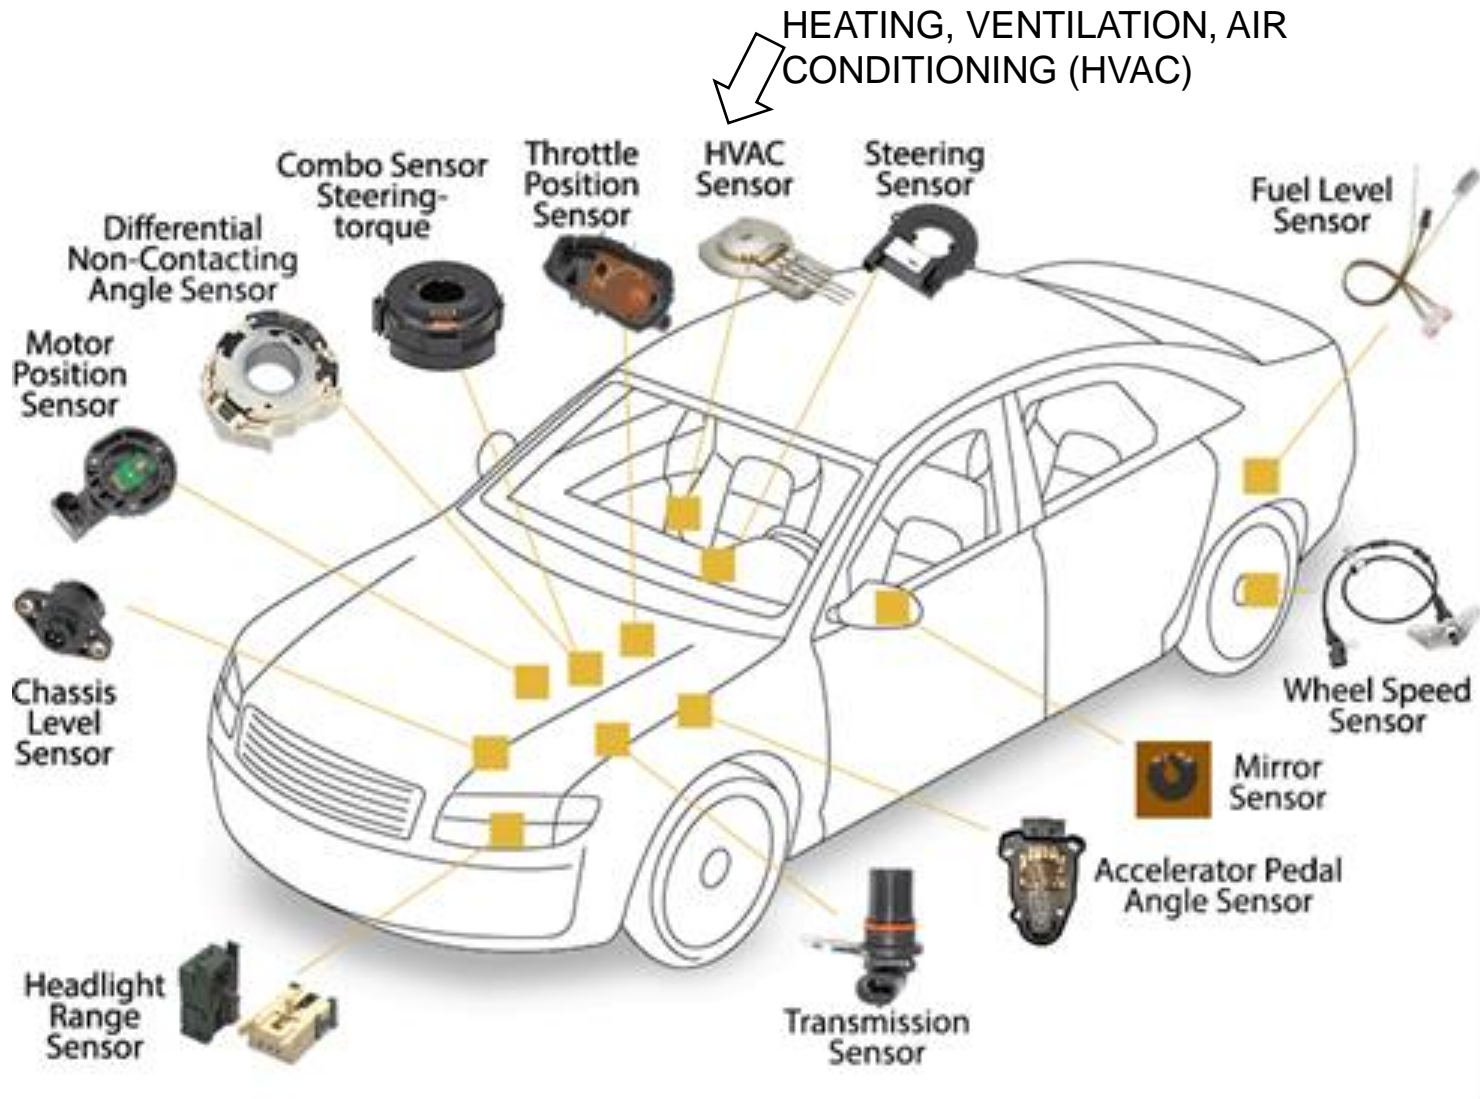 HEATING, VENTILATION, AIR
CONDITIONING (HVAC)
Combo Sensor
Steering-
torque
Throttle
Position
Sensor
HVAC
Sensor
Steering
Sensor
Fuel Level
Sensor
Differential
Non-Contacting
Angle Sensor
Motor
Position
Sensor
Chassis
Level
Sensor
Wheel Speed
Sensor
Mirror
Sensor
Accelerator Pedal
Angle Sensor
Headlight
Range
Sensor
Transmission
Sensor